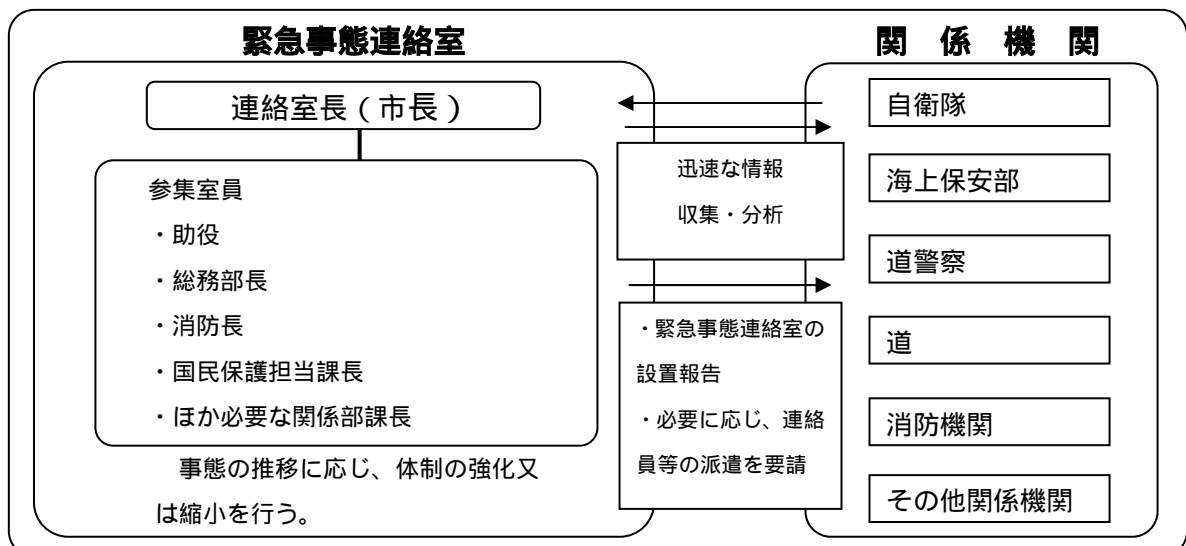 緊急事態連絡室
連絡室長（市長）
参集室員
・助役
・総務部長
・消防長
・国民保護担当課長
・ほか必要な関係部課長
事態の推移に応じ、体制の強化又
は縮小を行う。
迅速な情報
収集・分析
・緊急事態連絡室の
設置報告
・必要に応じ、連絡
員等の派遣を要請
関係機関
自衛隊
海上保安部
道警察
道
消防機関
その他関係機関